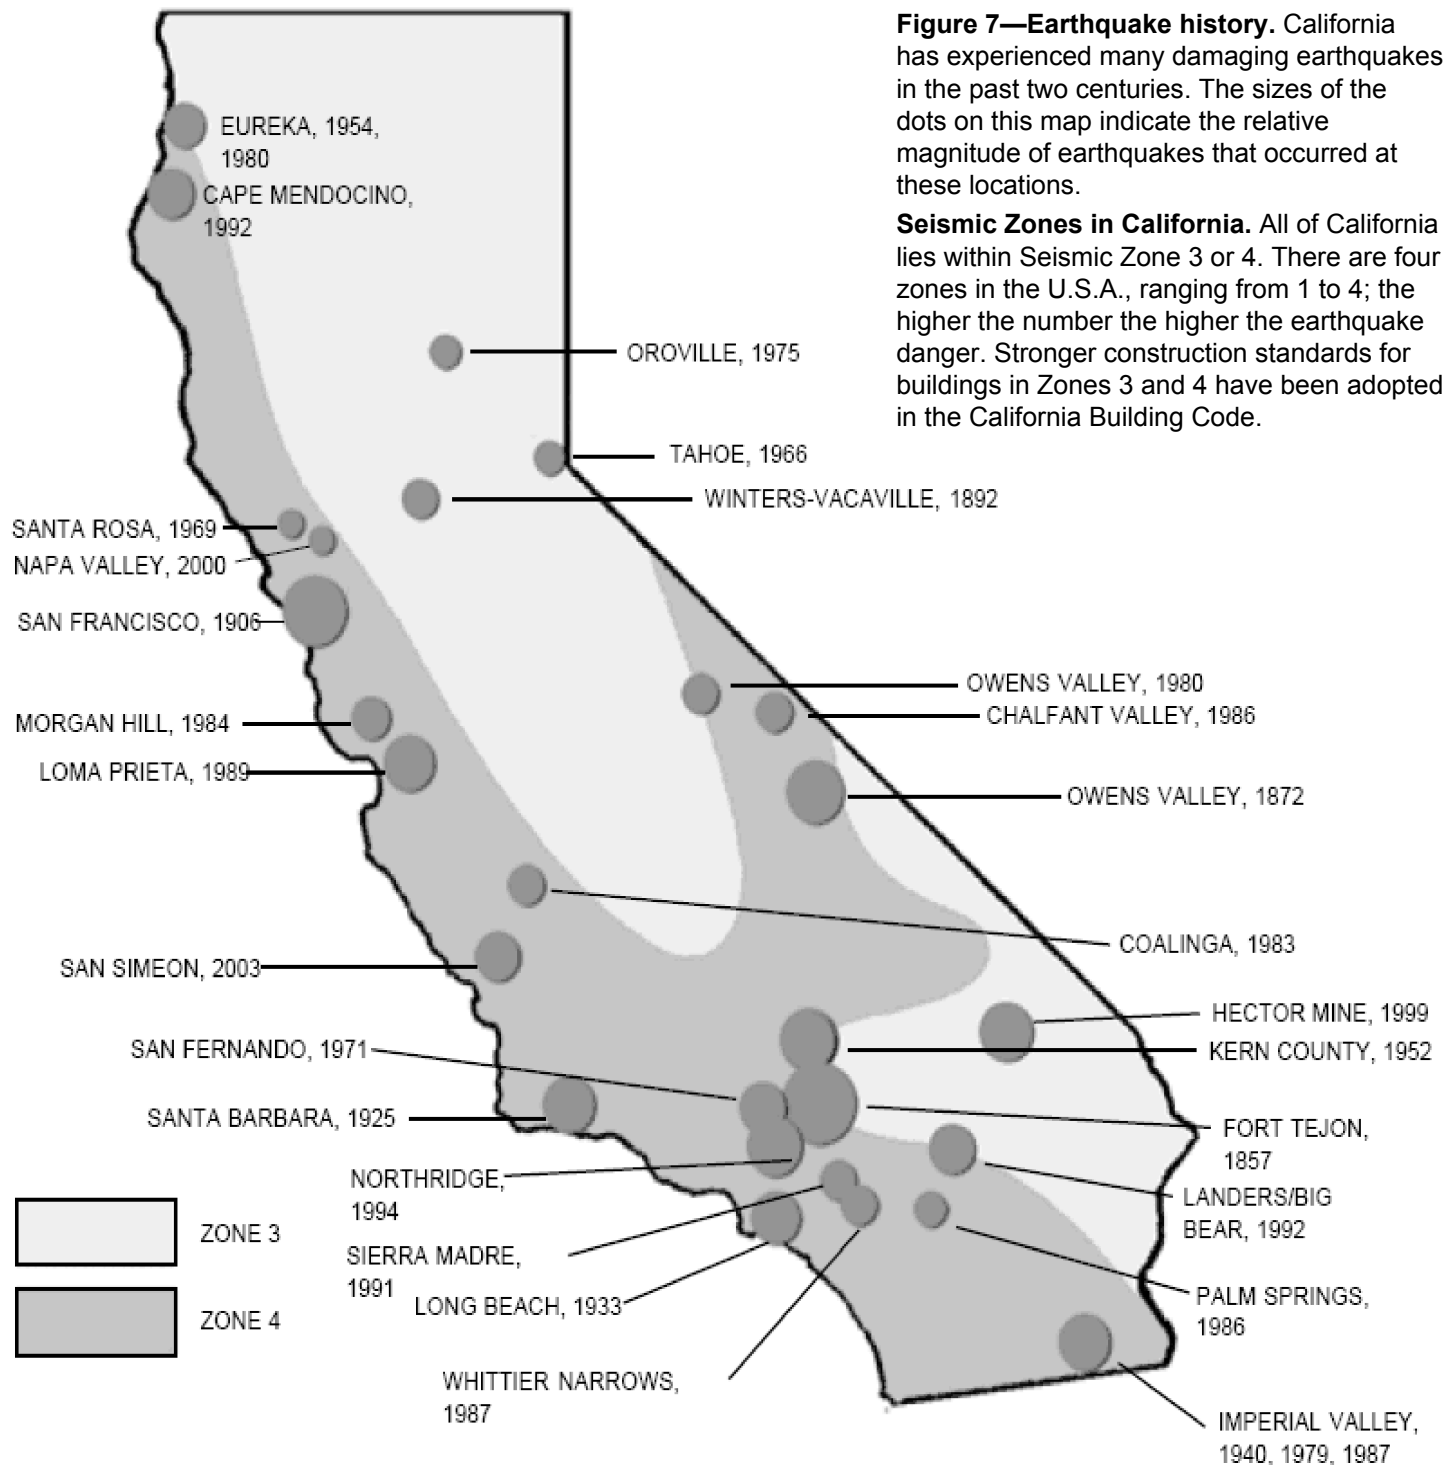 Figure 7—Earthquake history. California
has experienced many damaging earthquakes
in the past two centuries. The sizes of the
dots on this map indicate the relative
magnitude of earthquakes that occurred at
these locations.
Seismic Zones in California. All of California
lies within Seismic Zone 3 or 4. There are four
zones in the U.S.A., ranging from 1 to 4; the
higher the number the higher the earthquake
danger. Stronger construction standards for
buildings in Zones 3 and 4 have been adopted
in the California Building Code.
EUREKA, 1954,
1980
CAPE MENDOCINO,
1992
OROVILLE, 1975
TAHOE, 1966
WINTERS-VACAVILLE, 1892
SANTA ROSA, 1969
NAPA VALLEY, 2000
SAN FRANCISCO, 1906
OWENS VALLEY, 1980
CHALFANT VALLEY, 1986
MORGAN HILL, 1984
LOMA PRIETA, 1989
OWENS VALLEY, 1872
COALINGA, 1983
SAN SIMEON, 2003
HECTOR MINE, 1999
KERN COUNTY, 1952
SAN FERNANDO, 1971
SANTA BARBARA, 1925
FORT TEJON,
1857
NORTHRIDGE,
1994
LANDERS/BIG
BEAR, 1992
ZONE 3
SIERRA MADRE,
1991
LONG BEACH, 1933
PALM SPRINGS,
1986
ZONE 4
WHITTIER NARROWS,
1987
IMPERIAL VALLEY,
1940, 1979, 1987